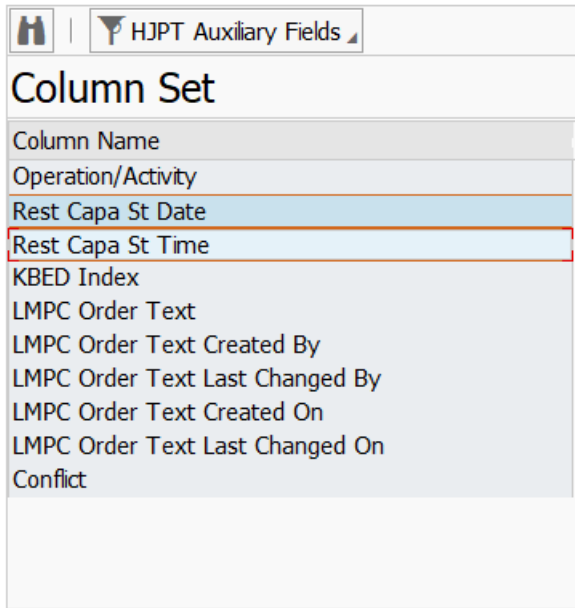 HJPT Auxiliary Fields
Column Set
Column Name
Operation/Activity
Rest Capa St Date
Rest Capa St Time
KBED Index
LMPC Order Text
LMPC Order Text Created By
LMPC Order Text Last Changed By
LMPC Order Text Created On
LMPC Order Text Last Changed On
Conflict